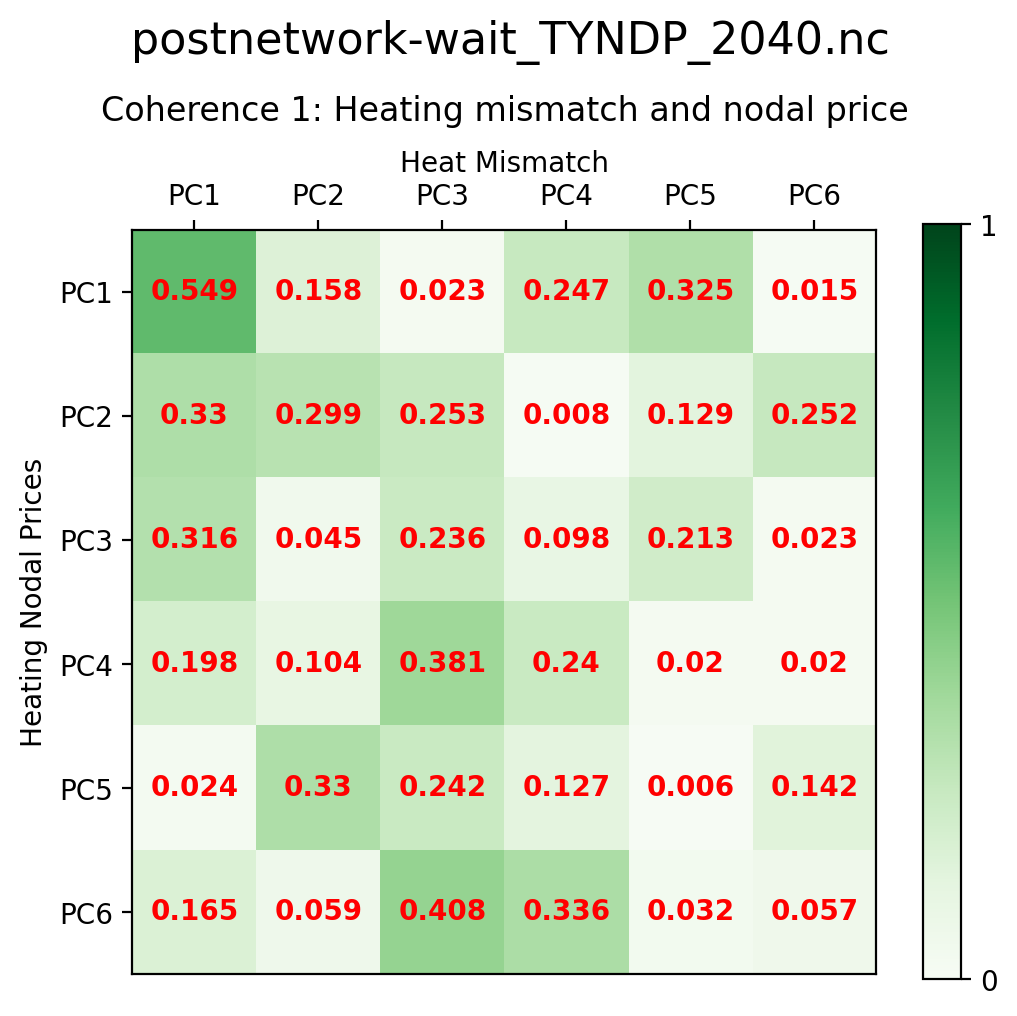 postnetwork-wait_TYNDP_2040.nc
Coherence 1: Heating mismatch and nodal price
Heat Mismatch
PC1 PC2 PC3 PC4 PC5 PC6
Heating Nodal Prices
PC1 0.549 0.158 0.023 0.247 0.325 0.015
PC2 0.33 0.299 0.253 0.008 0.129 0.252
PC3 0.316 0.045 0.236 0.098 0.213 0.023
PC4 0.198 0.104 0.381 0.24 0.02 0.02
PC5 0.024 0.33 0.242 0.127 0.006 0.142
PC6 0.165 0.059 0.408 0.336 0.032 0.057
1
0